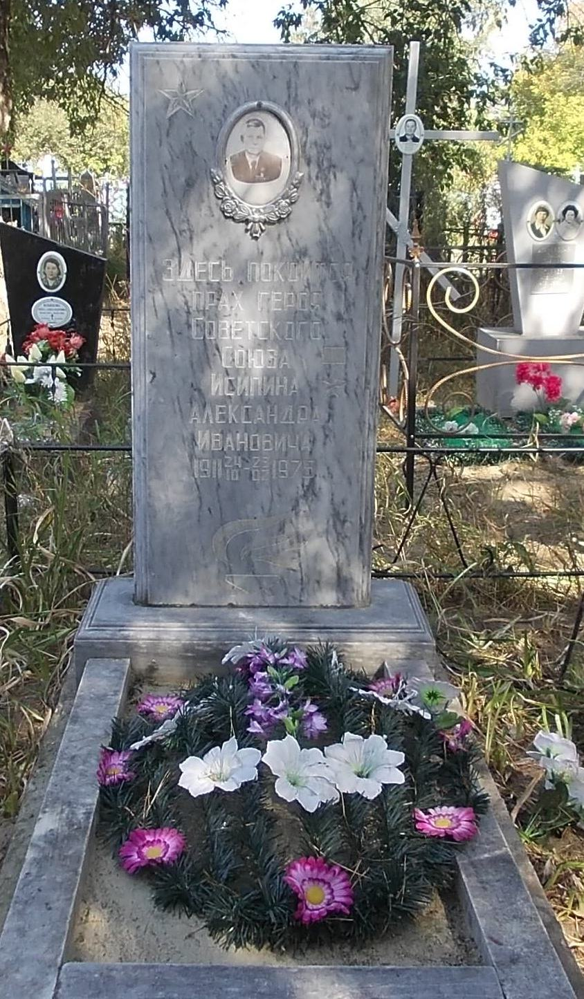 Здесь покоится
прах Героя
Советского
Союза
Исипина
Александра
Ивановича
1911 24/10 - 23/02 1975